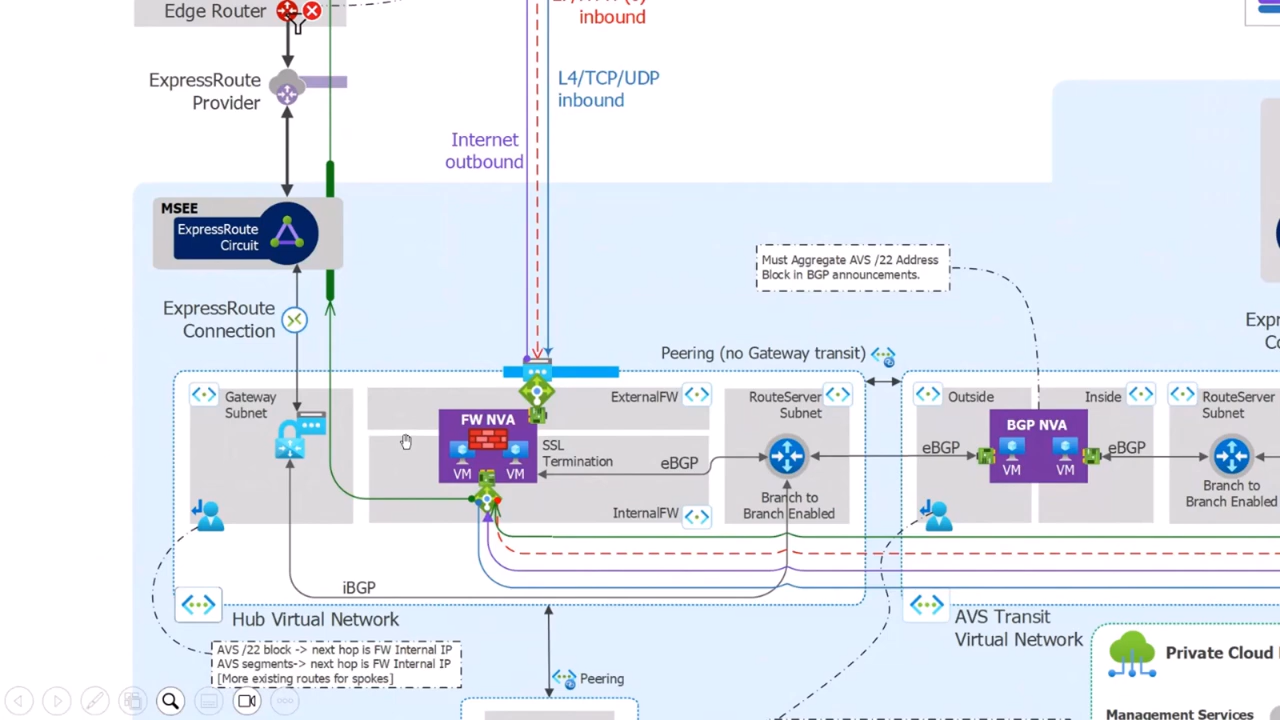 Edge Router
inbound
ExpressRoute
Provider
L4/TCP/UDP
inbound
Internet
outbound
MSEE
ExpressRoute
Circuit
Must Aggregate AVS /22 Address
Block in BGP announcements.
ExpressRoute
Connection
Peering (no Gateway transit)
Gateway
Subnet
ExternalFW
RouteServer
Subnet
Outside
Inside
RouteServer
Subnet
FW NVA
BGP NVA
SSL
Termination
eBGP
eBGP
eBGP
VM
VM
VM
VM
Branch to
Branch Enabled
Branch to
Branch Enabled
InternalFW
iBGP
Hub Virtual Network
AVS Transit
Virtual Network
AVS /22 block -> next hop is FW Internal IP
AVS segments-> next hop is FW Internal IP
[More existing routes for spokes]
Peering
Private Cloud
Management Services